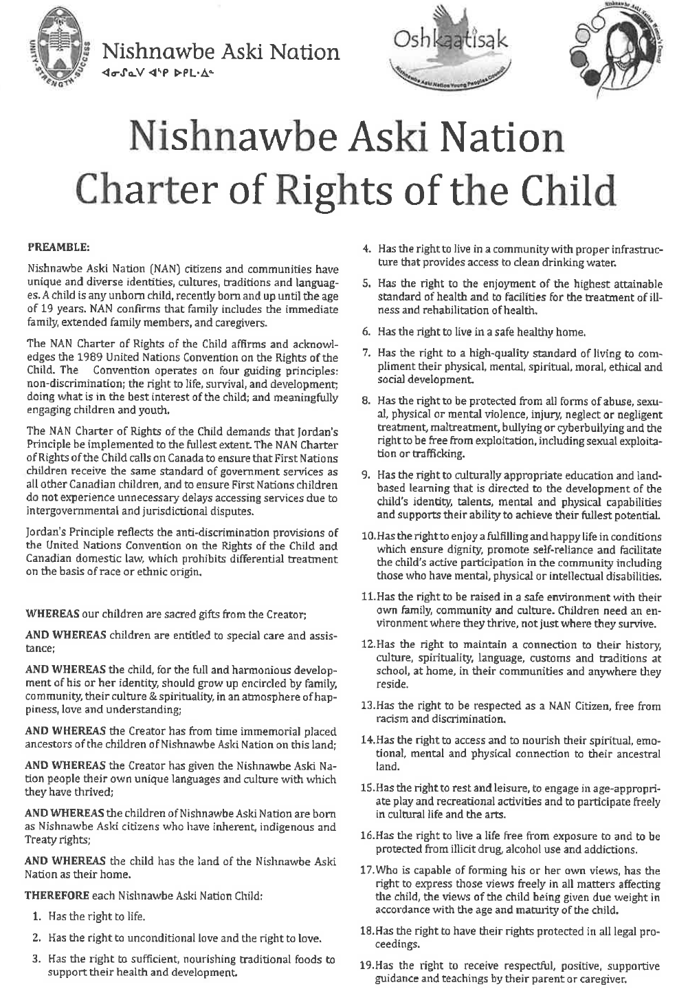 UNITY·STRENGTH·SUCCESS
Nishnawbe Aski Nation
ᐊᓂᔑᓇᐯ ᐊᔅᑭ ᐅᑭᒪᐧᐃᓐ
Oshkaatisak
Nishnawbe Aski Nation Young Peoples Council
Nishnawbe Aski Nation Women's Council
Nishnawbe Aski Nation
Charter of Rights of the Child
PREAMBLE:
Nishnawbe Aski Nation (NAN) citizens and communities have
unique and diverse identities, cultures, traditions and languag-
es. A child is any unborn child, recently born and up until the age
of 19 years. NAN confirms that family includes the immediate
family, extended family members, and caregivers.
The NAN Charter of Rights of the Child affirms and acknowl-
edges the 1989 United Nations Convention on the Rights of the
Child. The Convention operates on four guiding principles:
non-discrimination; the right to life, survival, and development;
doing what is in the best interest of the child; and meaningfully
engaging children and youth.
The NAN Charter of Rights of the Child demands that Jordan's
Principle be implemented to the fullest extent. The NAN Charter
of Rights of the Child calls on Canada to ensure that First Nations
children receive the same standard of government services as
all other Canadian children, and to ensure First Nations children
do not experience unnecessary delays accessing services due to
intergovernmental and jurisdictional disputes.
Jordan's Principle reflects the anti-discrimination provisions of
the United Nations Convention on the Rights of the Child and
Canadian domestic law, which prohibits differential treatment
on the basis of race or ethnic origin.
WHEREAS our children are sacred gifts from the Creator;
AND WHEREAS children are entitled to special care and assis-
tance;
AND WHEREAS the child, for the full and harmonious develop-
ment of his or her identity, should grow up encircled by family,
community, their culture & spirituality, in an atmosphere of hap-
piness, love and understanding;
AND WHEREAS the Creator has from time immemorial placed
ancestors of the children of Nishnawbe Aski Nation on this land;
AND WHEREAS the Creator has given the Nishnawbe Aski Na-
tion people their own unique languages and culture with which
they have thrived;
AND WHEREAS the children of Nishnawbe Aski Nation are born
as Nishnawbe Aski citizens who have inherent, indigenous and
Treaty rights;
AND WHEREAS the child has the land of the Nishnawbe Aski
Nation as their home.
THEREFORE each Nishnawbe Aski Nation Child:
1. Has the right to life.
2. Has the right to unconditional love and the right to love.
3. Has the right to sufficient, nourishing traditional foods to
support their health and development.
4. Has the right to live in a community with proper infrastruc-
ture that provides access to clean drinking water.
5. Has the right to the enjoyment of the highest attainable
standard of health and to facilities for the treatment of ill-
ness and rehabilitation of health.
6. Has the right to live in a safe healthy home.
7. Has the right to a high-quality standard of living to com-
pliment their physical, mental, spiritual, moral, ethical and
social development.
8. Has the right to be protected from all forms of abuse, sexu-
al, physical or mental violence, injury, neglect or negligent
treatment, maltreatment, bullying or cyberbullying and the
right to be free from exploitation, including sexual exploita-
tion or trafficking.
9. Has the right to culturally appropriate education and land-
based learning that is directed to the development of the
child's identity, talents, mental and physical capabilities
and supports their ability to achieve their fullest potential.
10.Has the right to enjoy a fulfilling and happy life in conditions
which ensure dignity, promote self-reliance and facilitate
the child's active participation in the community including
those who have mental, physical or intellectual disabilities.
11.Has the right to be raised in a safe environment with their
own family, community and culture. Children need an en-
vironment where they thrive, not just where they survive.
12.Has the right to maintain a connection to their history,
culture, spirituality, language, customs and traditions at
school, at home, in their communities and anywhere they
reside.
13.Has the right to be respected as a NAN Citizen, free from
racism and discrimination.
14.Has the right to access and to nourish their spiritual, emo-
tional, mental and physical connection to their ancestral
land.
15.Has the right to rest and leisure, to engage in age-appropri-
ate play and recreational activities and to participate freely
in cultural life and the arts.
16.Has the right to live a life free from exposure to and to be
protected from illicit drug, alcohol use and addictions.
17.Who is capable of forming his or her own views, has the
right to express those views freely in all matters affecting
the child, the views of the child being given due weight in
accordance with the age and maturity of the child.
18.Has the right to have their rights protected in all legal pro-
ceedings.
19.Has the right to receive respectful, positive, supportive
guidance and teachings by their parent or caregiver.